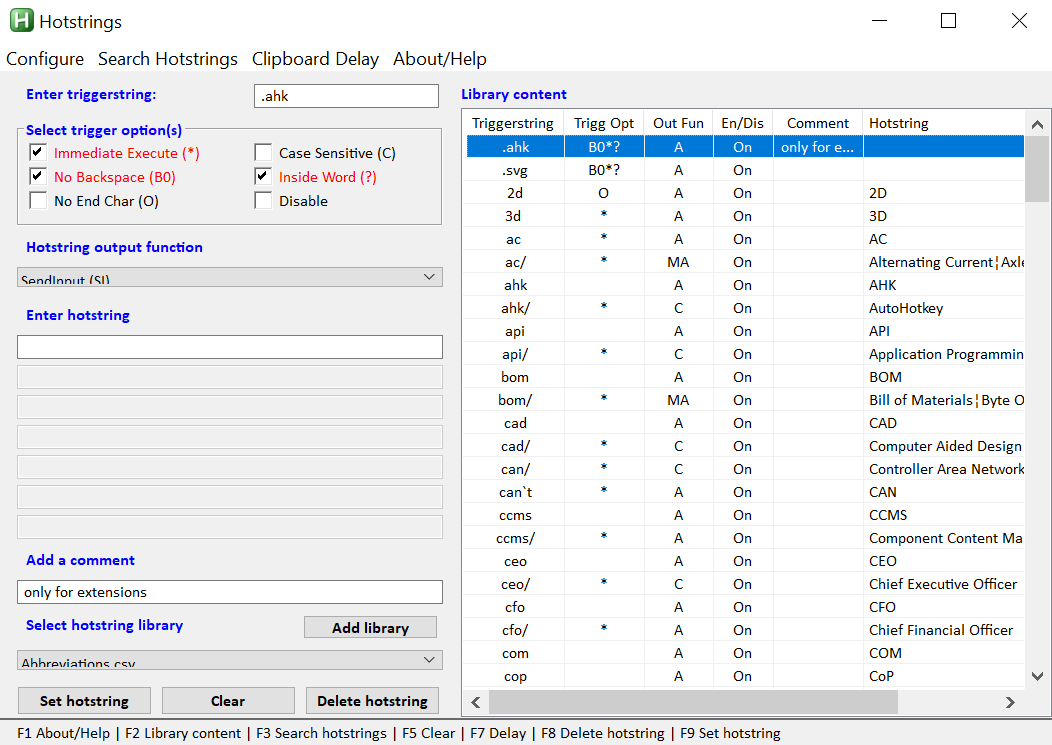 Hotstrings
Configure Search Hotstrings Clipboard Delay About/Help
Enter triggerstring:
.ahk
Select trigger option(s)
Immediate Execute (*)
Case Sensitive (C)
No Backspace (B0)
Inside Word (?)
No End Char (O)
Disable
Hotstring output function
SendInput (SI)
Enter hotstring
Add a comment
only for extensions
Select hotstring library
Add library
Abbreviations.csv
Set hotstring Clear Delete hotstring
Library content
Triggerstring Trigg Opt Out Fun En/Dis Comment Hotstring
.ahk B0*? A On only for e...
.svg B0*? A On
2d O A On 2D
3d * A On 3D
ac * A On AC
ac/ * MA On Alternating Current¦Axle
ahk A On AHK
ahk/ * C On AutoHotkey
api A On API
api/ * C On Application Programmin
bom A On BOM
bom/ * MA On Bill of Materials¦Byte O
cad A On CAD
cad/ * C On Computer Aided Design
can/ * C On Controller Area Network
can`t * A On CAN
ccms A On CCMS
ccms/ * A On Component Content Ma
ceo A On CEO
ceo/ * C On Chief Executive Officer
cfo A On CFO
cfo/ * A On Chief Financial Officer
com A On COM
cop A On CoP
F1 About/Help | F2 Library content | F3 Search hotstrings | F5 Clear | F7 Delay | F8 Delete hotstring | F9 Set hotstring